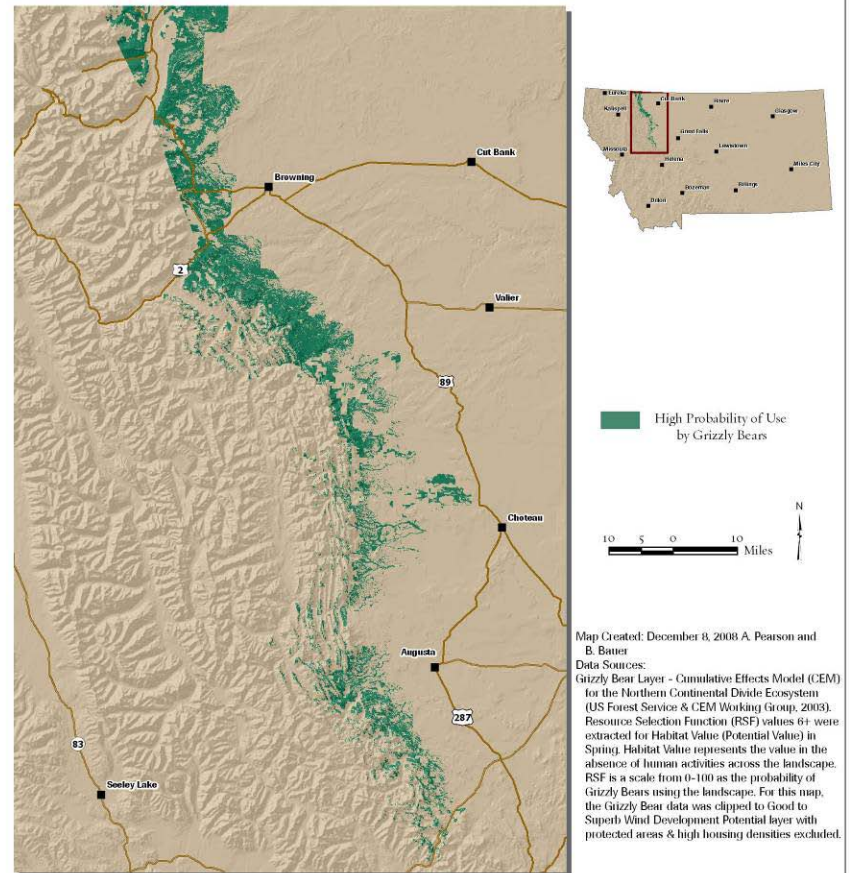 Cut Bank
Browning
2
Valier
89
Choteau
Augusta
287
83
Seeley Lake
Eureka
Cut Bank
Havre
Kalispell
Glasgow
Great Falls
Missoula
Lewistown
Helena
Miles City
Bozeman
Billings
Dillon
High Probability of Use
by Grizzly Bears
N
10 5 0 10
Miles
Map Created: December 8, 2008 A. Pearson and
B. Bauer
Data Sources:
Grizzly Bear Layer - Cumulative Effects Model (CEM)
for the Northern Continental Divide Ecosystem
(US Forest Service & CEM Working Group, 2003).
Resource Selection Function (RSF) values 6+ were
extracted for Habitat Value (Potential Value) in
Spring. Habitat Value represents the value in the
absence of human activities across the landscape.
RSF is a scale from 0-100 as the probability of
Grizzly Bears using the landscape. For this map,
the Grizzly Bear data was clipped to Good to
Superb Wind Development Potential layer with
protected areas & high housing densities excluded.